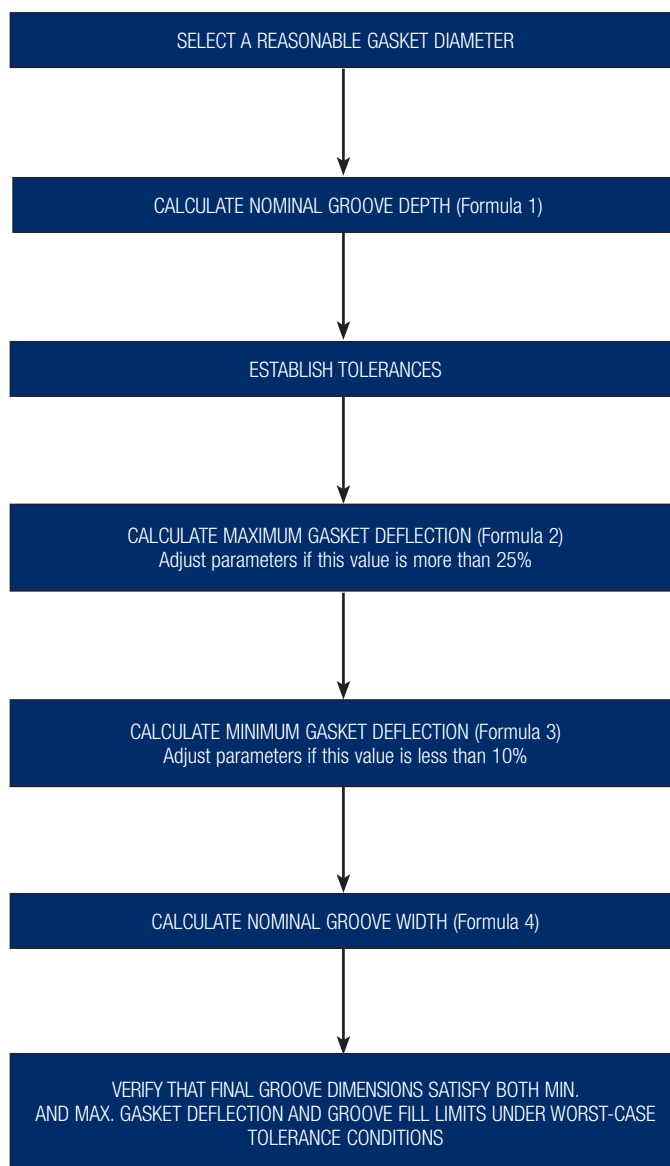 SELECT A REASONABLE GASKET DIAMETER
CALCULATE NOMINAL GROOVE DEPTH (Formula 1)
ESTABLISH TOLERANCES
CALCULATE MAXIMUM GASKET DEFLECTION (Formula 2)
Adjust parameters if this value is more than 25%
CALCULATE MINIMUM GASKET DEFLECTION (Formula 3)
Adjust parameters if this value is less than 10%
CALCULATE NOMINAL GROOVE WIDTH (Formula 4)
VERIFY THAT FINAL GROOVE DIMENSIONS SATISFY BOTH MIN.
AND MAX. GASKET DEFLECTION AND GROOVE FILL LIMITS UNDER WORST-CASE
TOLERANCE CONDITIONS